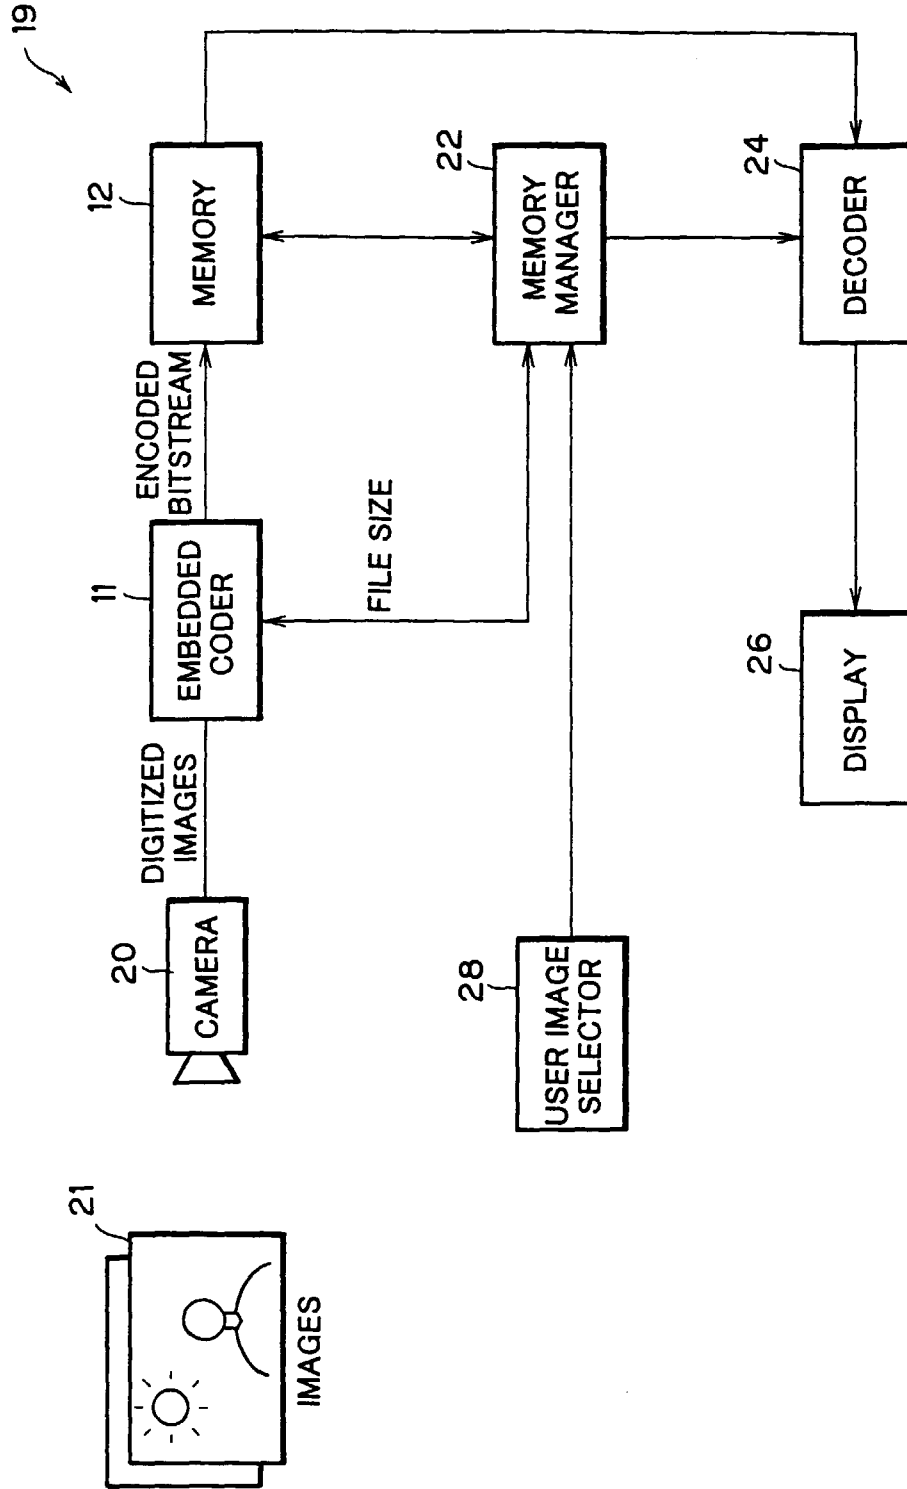 19
21
IMAGES
20
CAMERA
DIGITIZED
IMAGES
11
EMBEDDED
CODER
ENCODED
BITSTREAM
12
MEMORY
FILE SIZE
28
USER IMAGE
SELECTOR
22
MEMORY
MANAGER
26
DISPLAY
24
DECODER